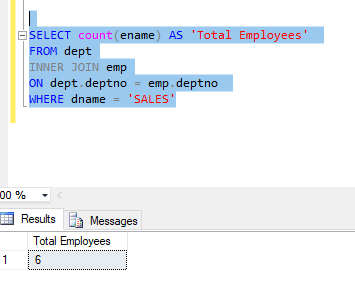 SELECT count(ename) AS 'Total Employees'
FROM dept
INNER JOIN emp
ON dept.deptno = emp.deptno
WHERE dname = 'SALES'
00 %
Results Messages
Total Employees
1 6